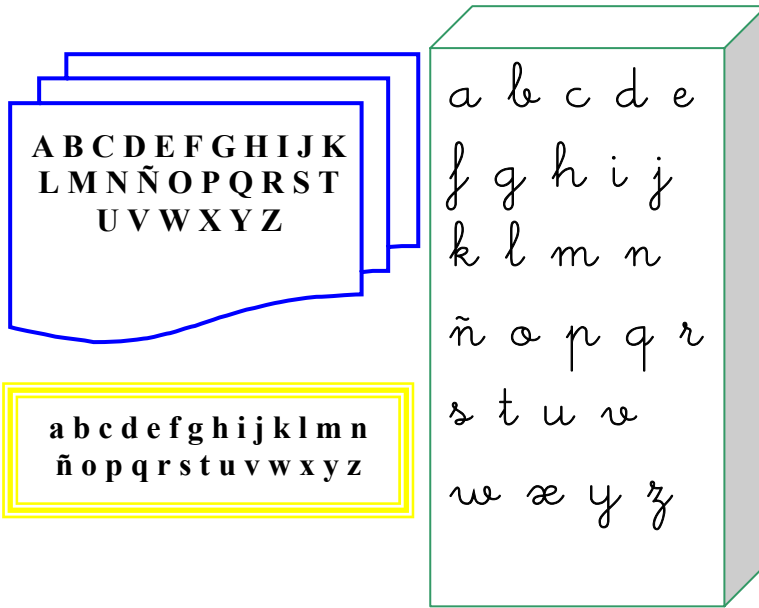 A B C D E F G H I J K
L M N Ñ O P Q R S T
U V W X Y Z
a b c d e f g h i j k l m n
ñ o p q r s t u v w x y z
a b c d e
f g h i j
k l m n
ñ o p q r
s t u v
w x y z